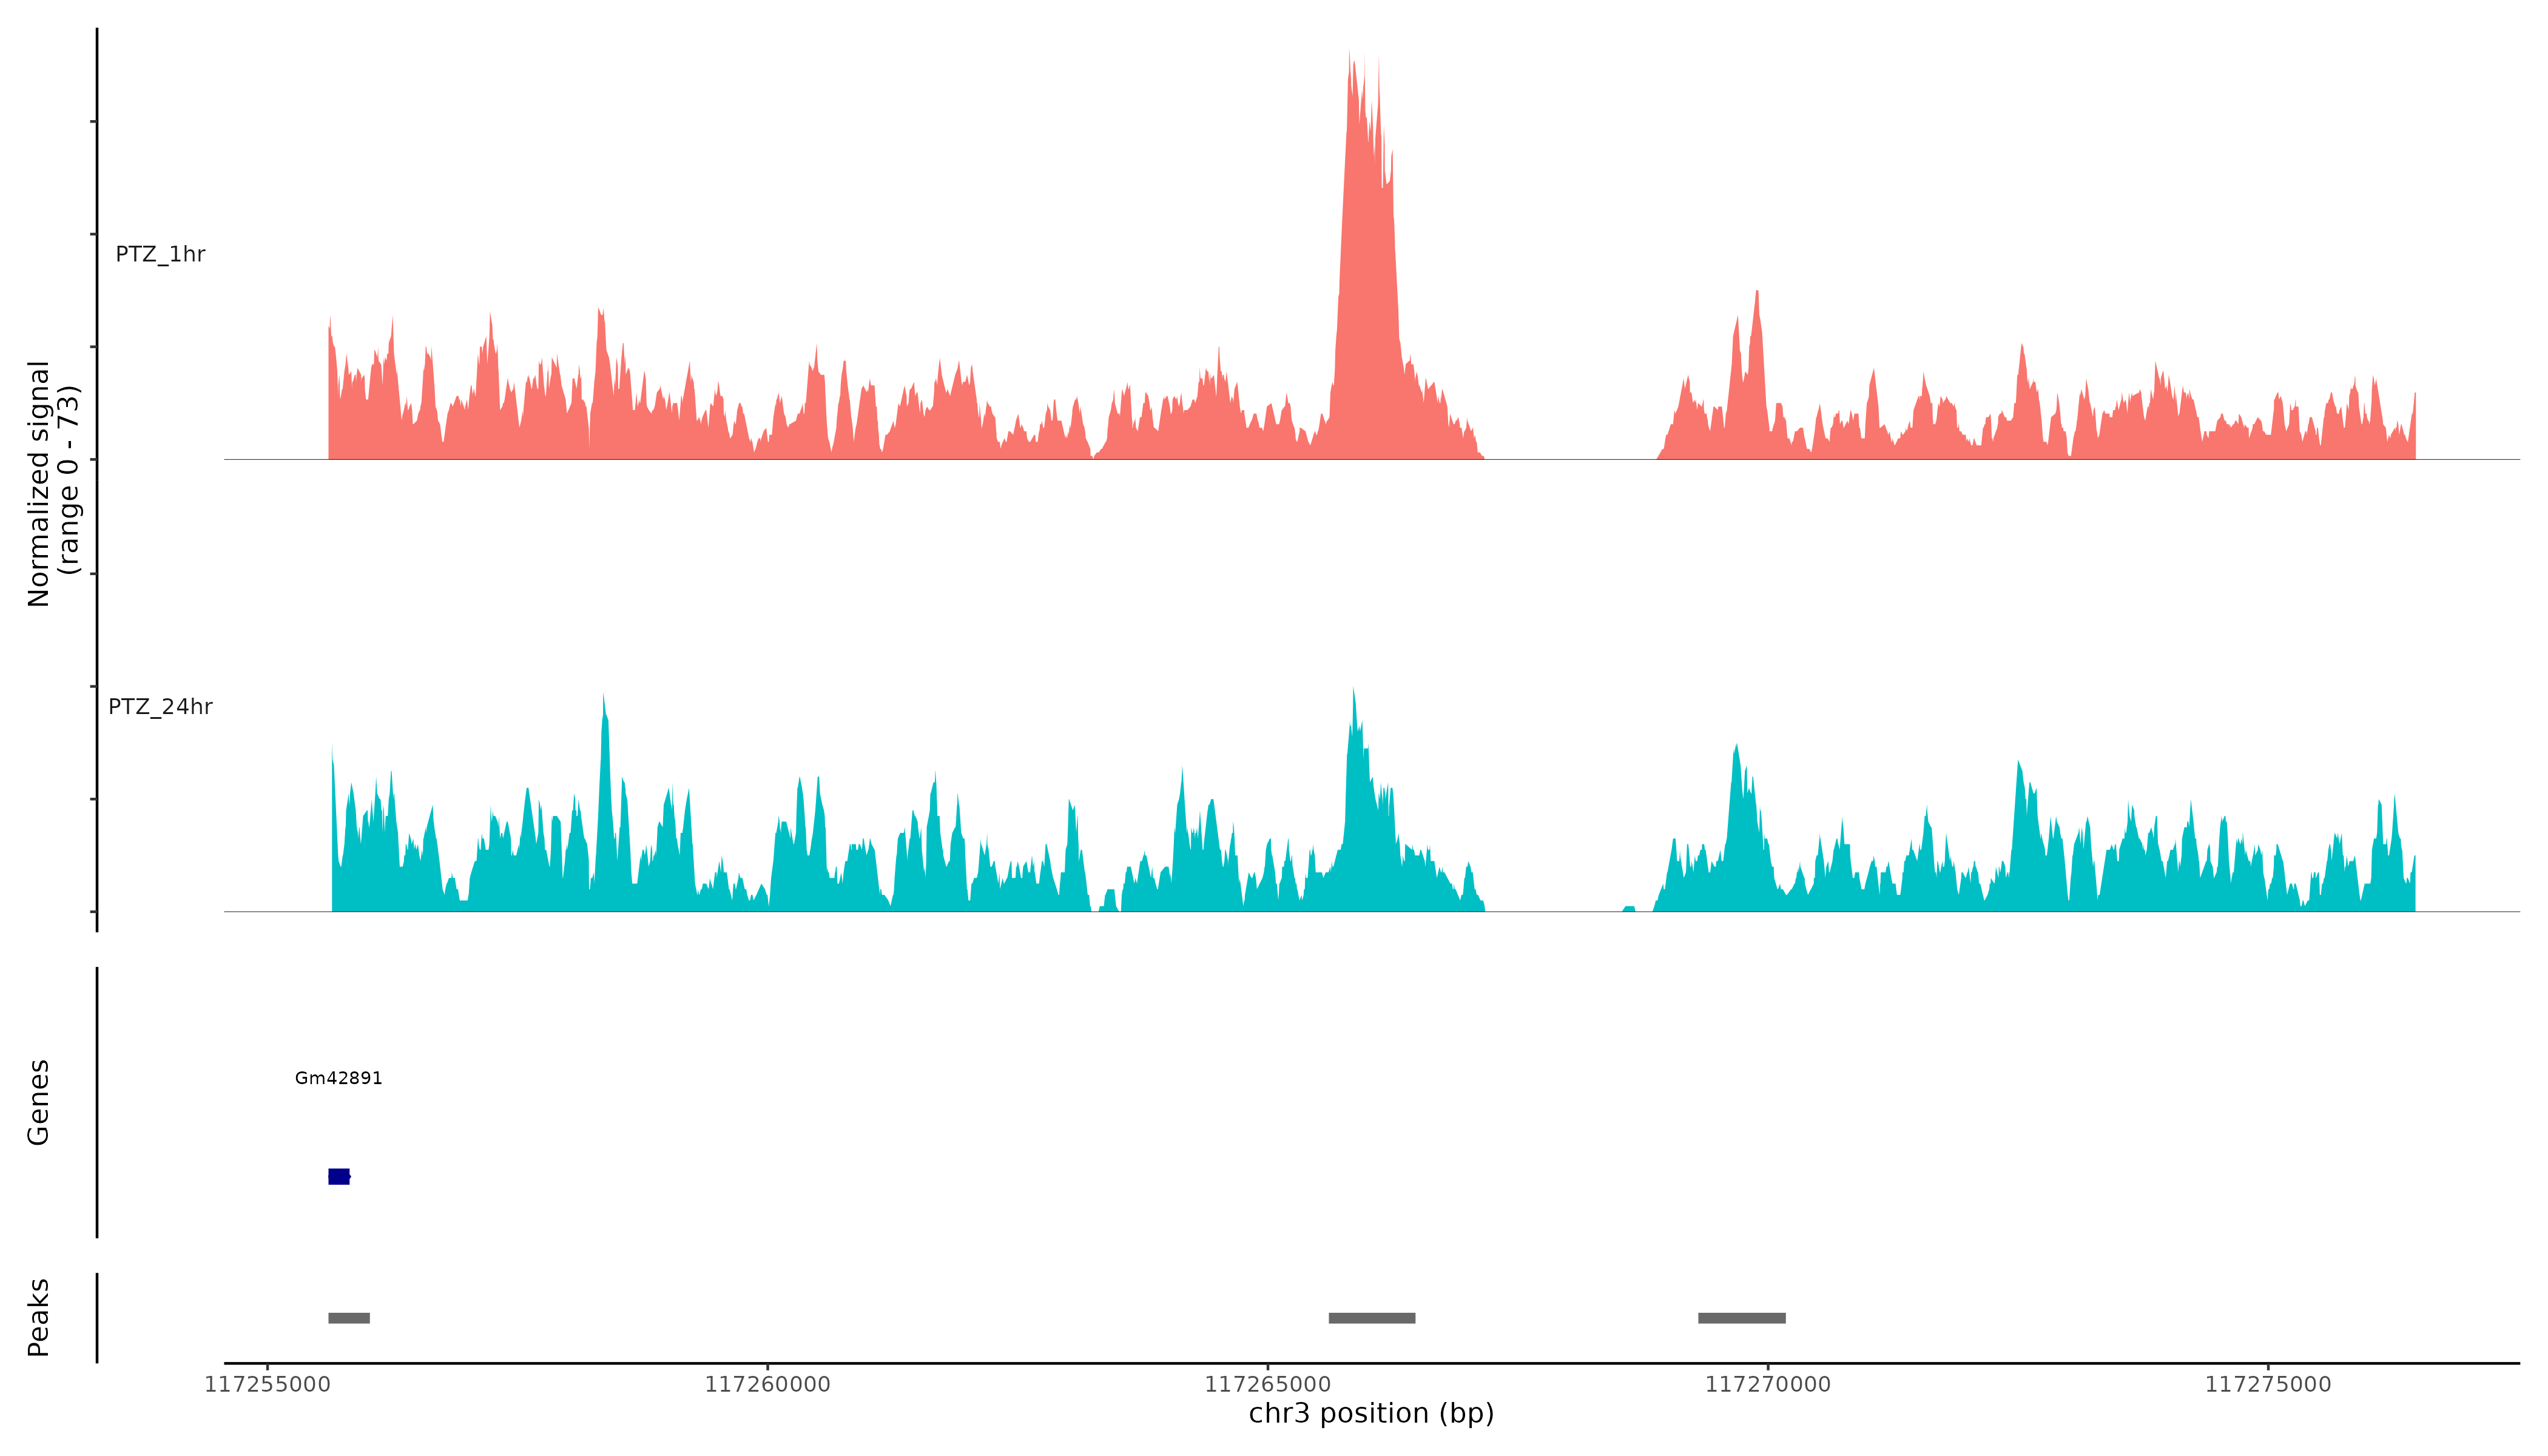 Normalized signal
(range 0 - 73)
PTZ_1hr
PTZ_24hr
Genes
Gm42891
Peaks
117255000 117260000 117265000 117270000 117275000
chr3 position (bp)